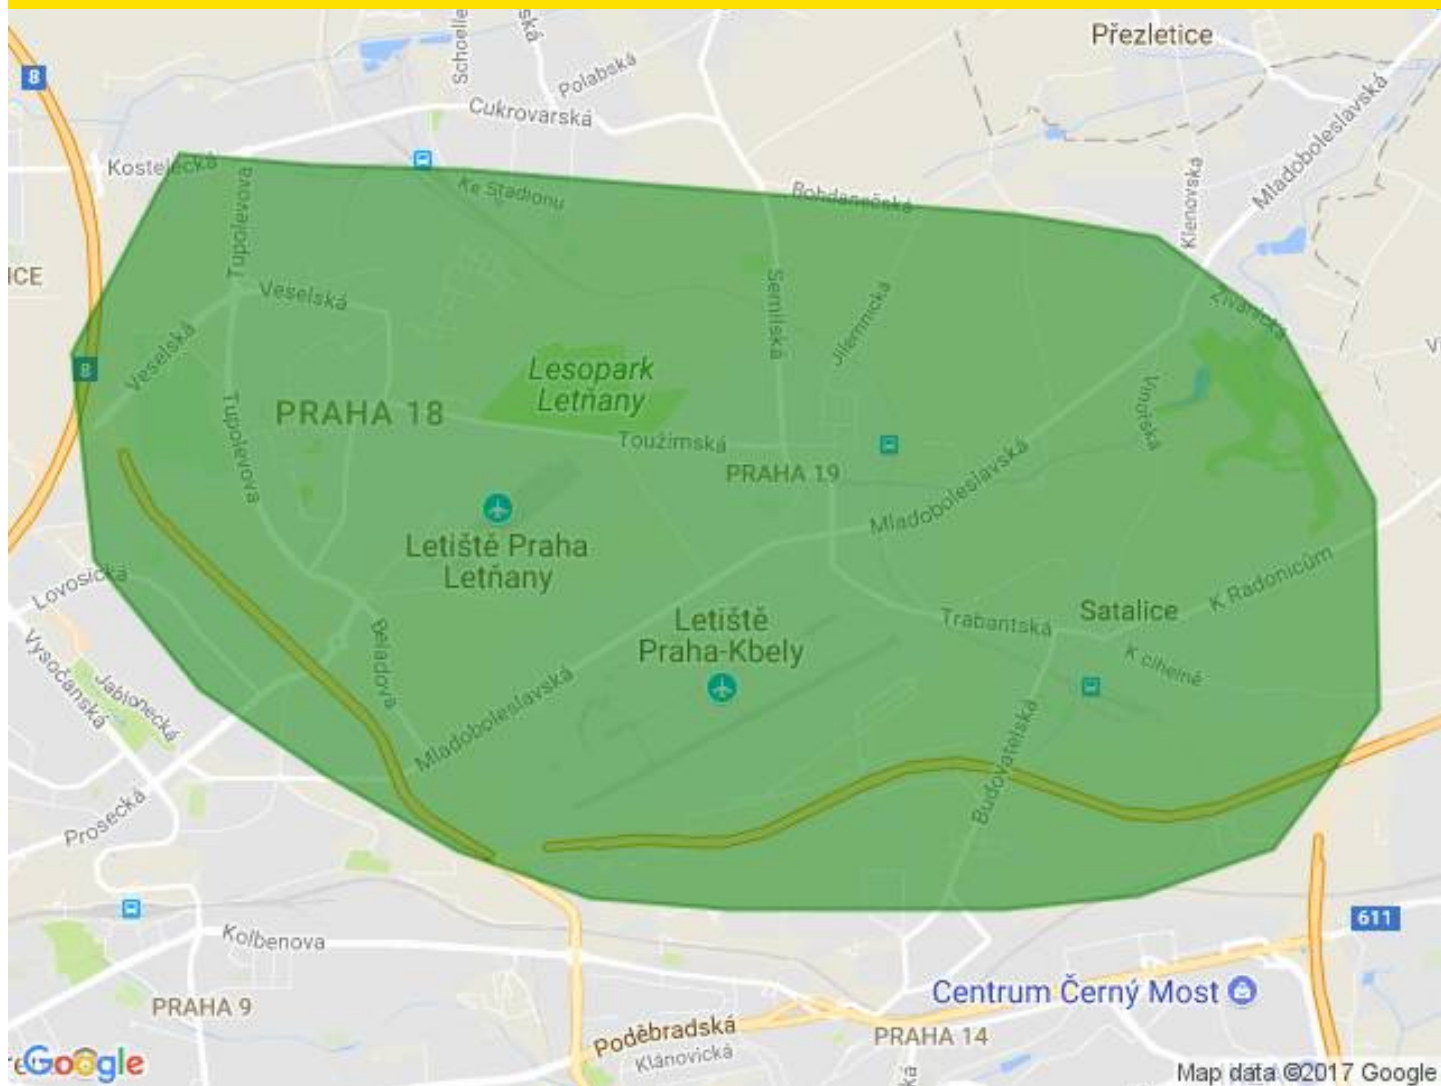 Přezletice
8
Schoelle
ská
Polabská
Cukrovarská
Mladoboleslavská
Kostelecká
Ke Stadionu
Bohdanečská
Klenovská
Tupolevova
ICE
Veselská
Semilská
Jilemnická
Živanická
Veselská
8
Lesopark
Letňany
PRAHA 18
Toužimská
Vinořská
V
Tupolevova
PRAHA 19
Mladoboleslavská
Letiště Praha
Letňany
Lovosická
K Radonicům
Letiště
Praha-Kbely
Trabantská
Satalice
K cihelně
Vysočanská
Jablonecká
Beladova
Mladoboleslavská
Budovatelská
Prosecká
Kolbenova
611
Centrum Černý Most
PRAHA 9
Poděbradská
Klánovická
PRAHA 14
ká
Google
Map data ©2017 Google